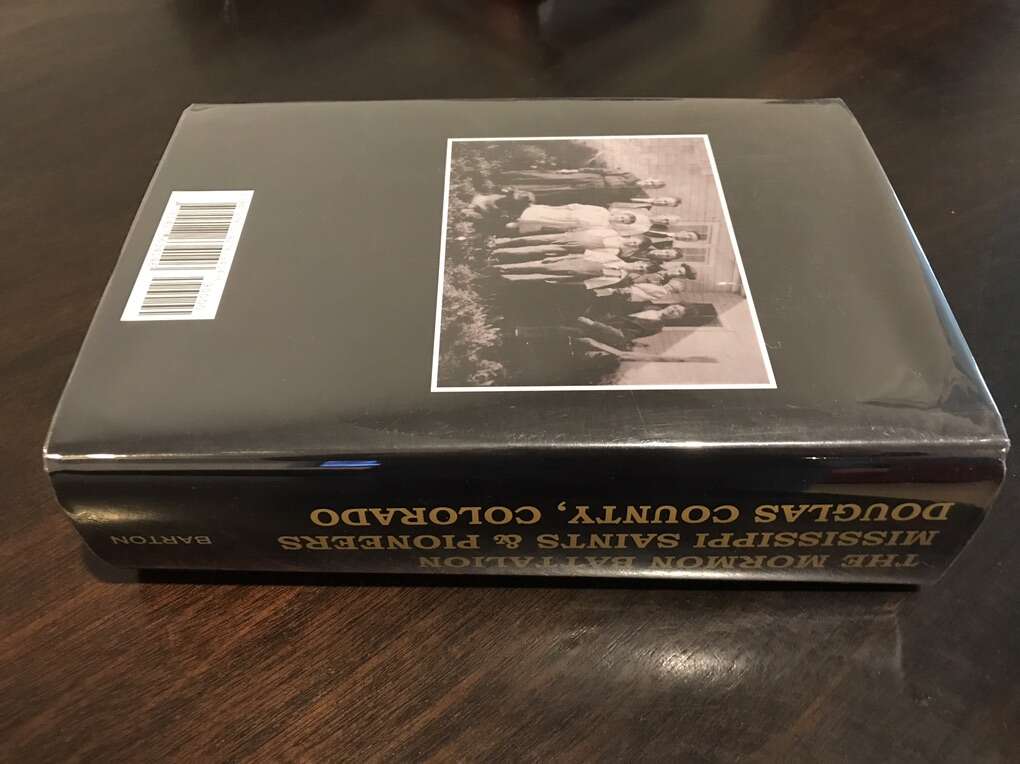 THE MORMON BATTALION
MISSISSIPPI SAINTS & PIONEERS
DOUGLAS COUNTY, COLORADO
BARTON